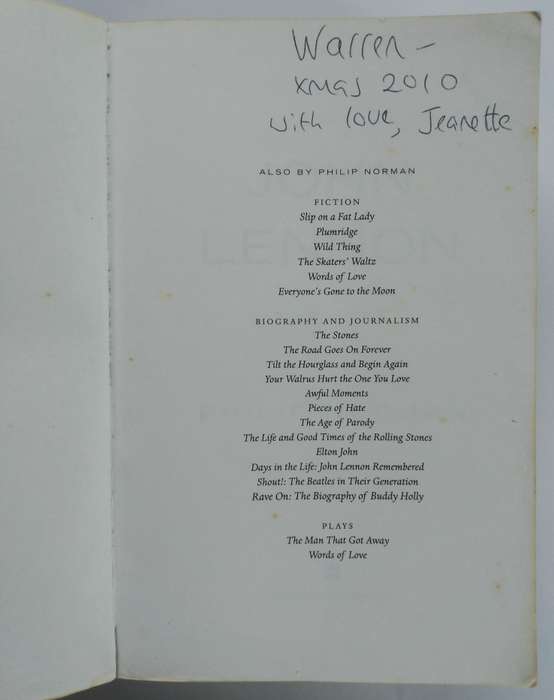 Warren -
xmas 2010
with love, Jeanette
ALSO BY PHILIP NORMAN
FICTION
Slip on a Fat Lady
Plumridge
Wild Thing
The Skaters' Waltz
Words of Love
Everyone's Gone to the Moon
BIOGRAPHY AND JOURNALISM
The Stones
The Road Goes On Forever
Tilt the Hourglass and Begin Again
Your Walrus Hurt the One You Love
Awful Moments
Pieces of Hate
The Age of Parody
The Life and Good Times of the Rolling Stones
Elton John
Days in the Life: John Lennon Remembered
Shout!: The Beatles in Their Generation
Rave On: The Biography of Buddy Holly
PLAYS
The Man That Got Away
Words of Love